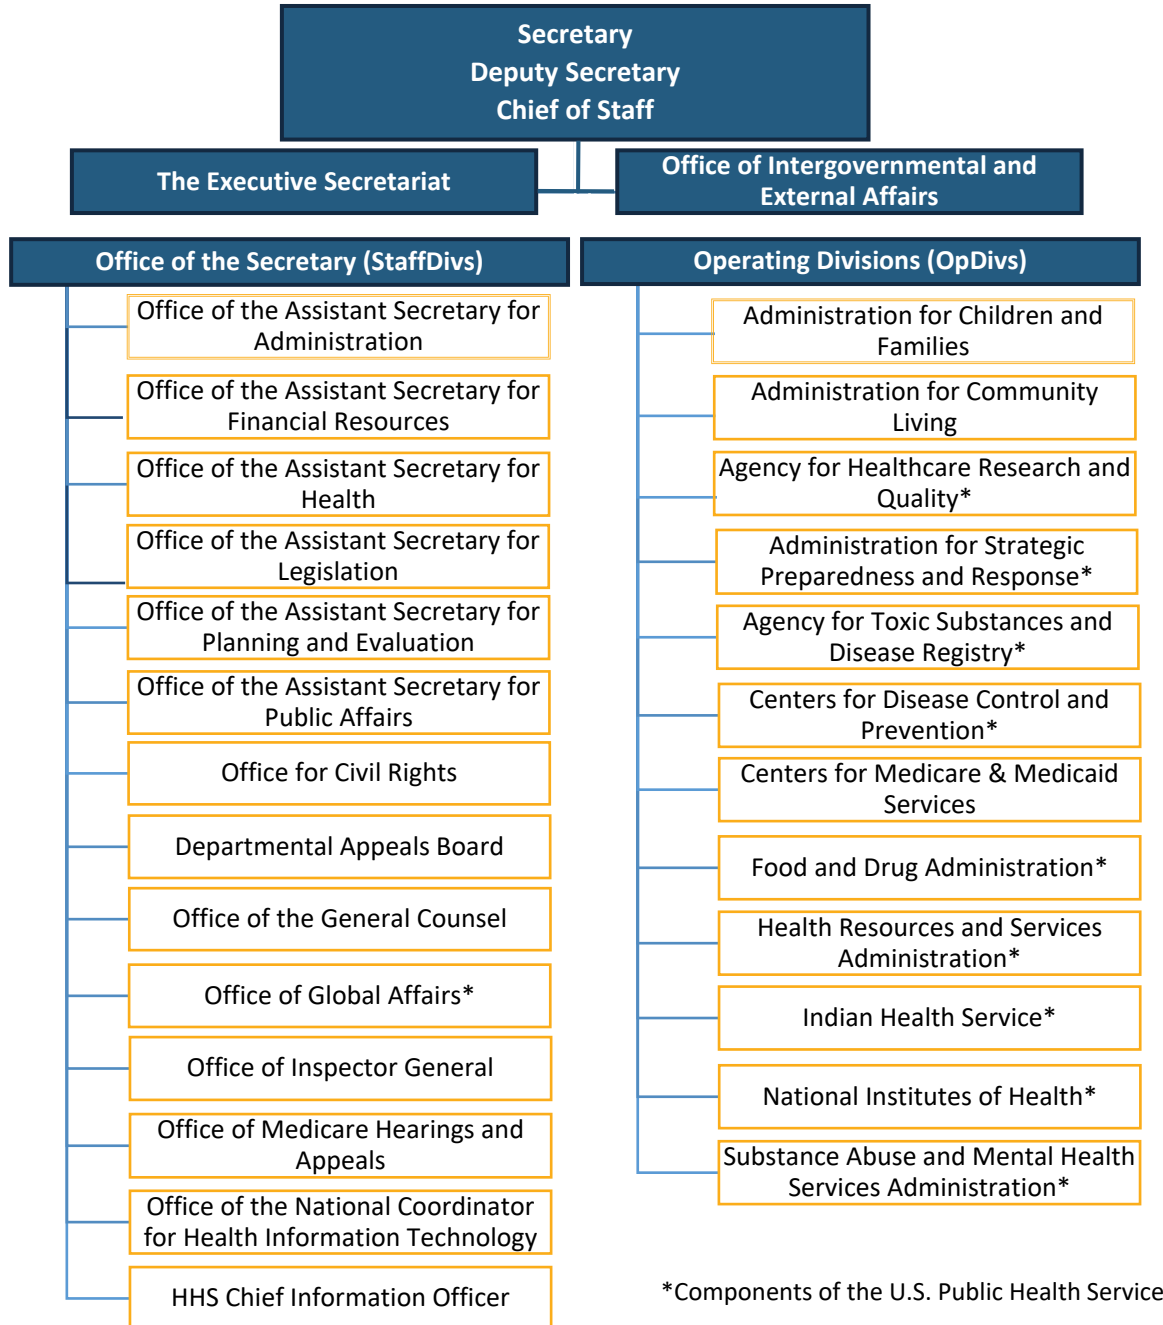 Secretary
Deputy Secretary
Chief of Staff
The Executive Secretariat
Office of Intergovernmental and
External Affairs
Office of the Secretary (StaffDivs)
Office of the Assistant Secretary for
Administration
Office of the Assistant Secretary for
Financial Resources
Office of the Assistant Secretary for
Health
Office of the Assistant Secretary for
Legislation
Office of the Assistant Secretary for
Planning and Evaluation
Office of the Assistant Secretary for
Public Affairs
Office for Civil Rights
Departmental Appeals Board
Office of the General Counsel
Office of Global Affairs*
Office of Inspector General
Office of Medicare Hearings and
Appeals
Office of the National Coordinator
for Health Information Technology
HHS Chief Information Officer
Operating Divisions (OpDivs)
Administration for Children and
Families
Administration for Community
Living
Agency for Healthcare Research and
Quality*
Administration for Strategic
Preparedness and Response*
Agency for Toxic Substances and
Disease Registry*
Centers for Disease Control and
Prevention*
Centers for Medicare & Medicaid
Services
Food and Drug Administration*
Health Resources and Services
Administration*
Indian Health Service*
National Institutes of Health*
Substance Abuse and Mental Health
Services Administration*
*Components of the U.S. Public Health Service